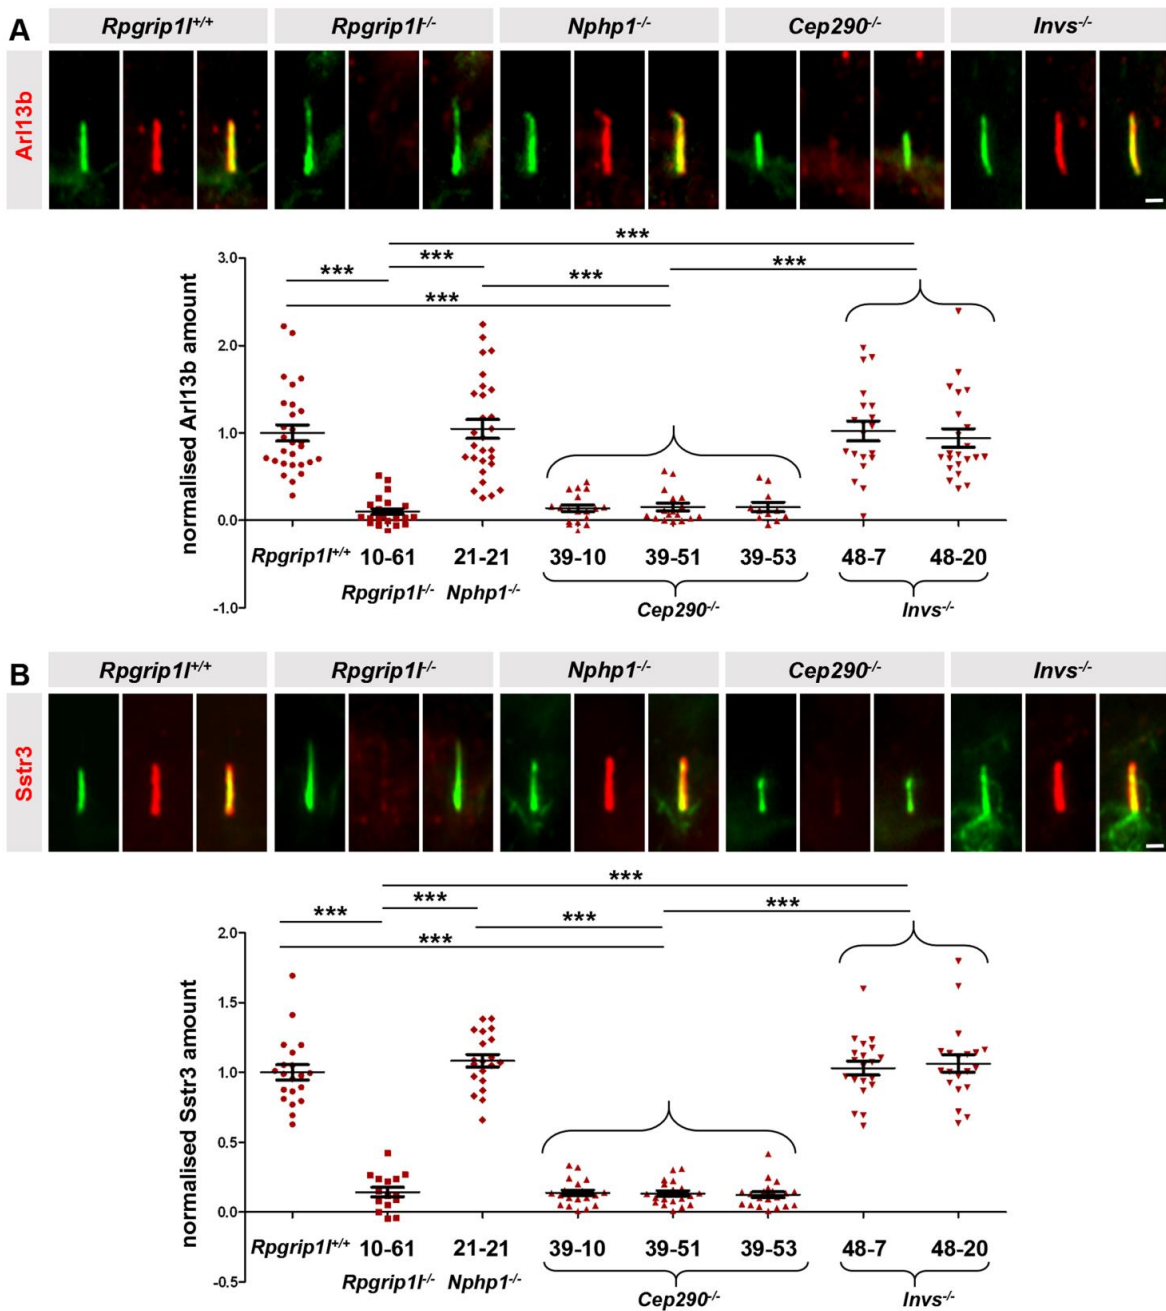 A
Rpgrip1l+/+ Rpgrip1l-/- Nphp1-/- Cep290-/- Invs-/-
Arl13b
***
*** ***
*** ***
3.0
2.0
1.0
0.0
-1.0
normalised Arl13b amount
Rpgrip1l+/+ 10-61 21-21 39-10 39-51 39-53 48-7 48-20
Rpgrip1l-/- Nphp1-/- Cep290-/- Invs-/-
B
Rpgrip1l+/+ Rpgrip1l-/- Nphp1-/- Cep290-/- Invs-/-
Sstr3
***
*** ***
*** ***
***
2.0
1.5
1.0
0.5
0.0
-0.5
normalised Sstr3 amount
Rpgrip1l+/+ 10-61 21-21 39-10 39-51 39-53 48-7 48-20
Rpgrip1l-/- Nphp1-/- Cep290-/- Invs-/-